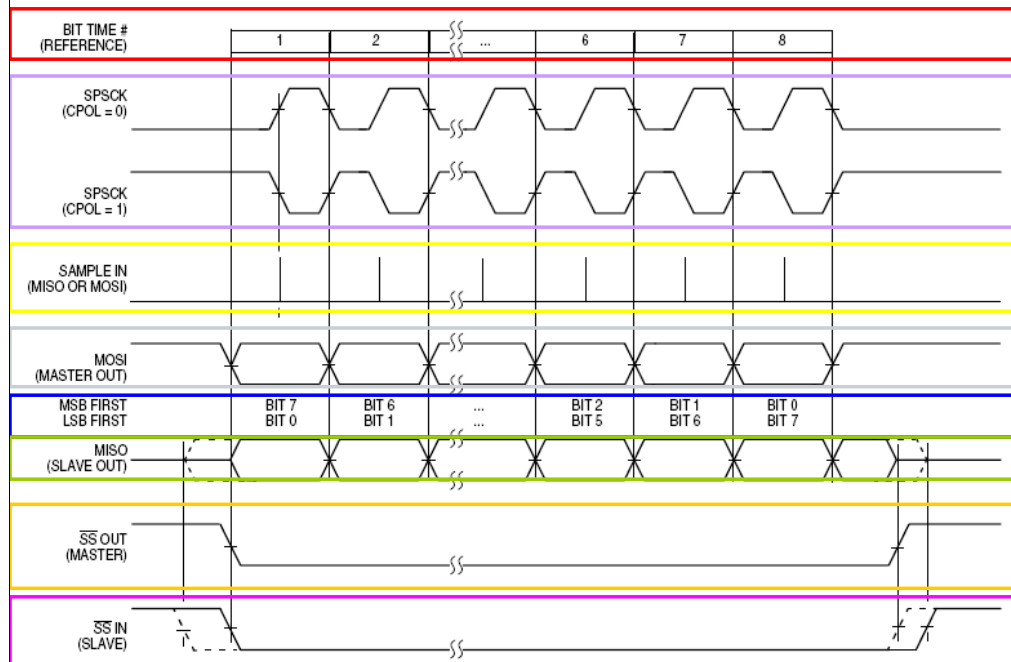 BIT TIME #
(REFERENCE)
1 2 ... 6 7 8
SPSCK
(CPOL = 0)
SPSCK
(CPOL = 1)
SAMPLE IN
(MISO OR MOSI)
MOSI
(MASTER OUT)
MSB FIRST BIT 7 BIT 6 ... BIT 2 BIT 1 BIT 0
LSB FIRST BIT 0 BIT 1 ... BIT 5 BIT 6 BIT 7
MISO
(SLAVE OUT)
S̅S̅ OUT
(MASTER)
S̅S̅ IN
(SLAVE)